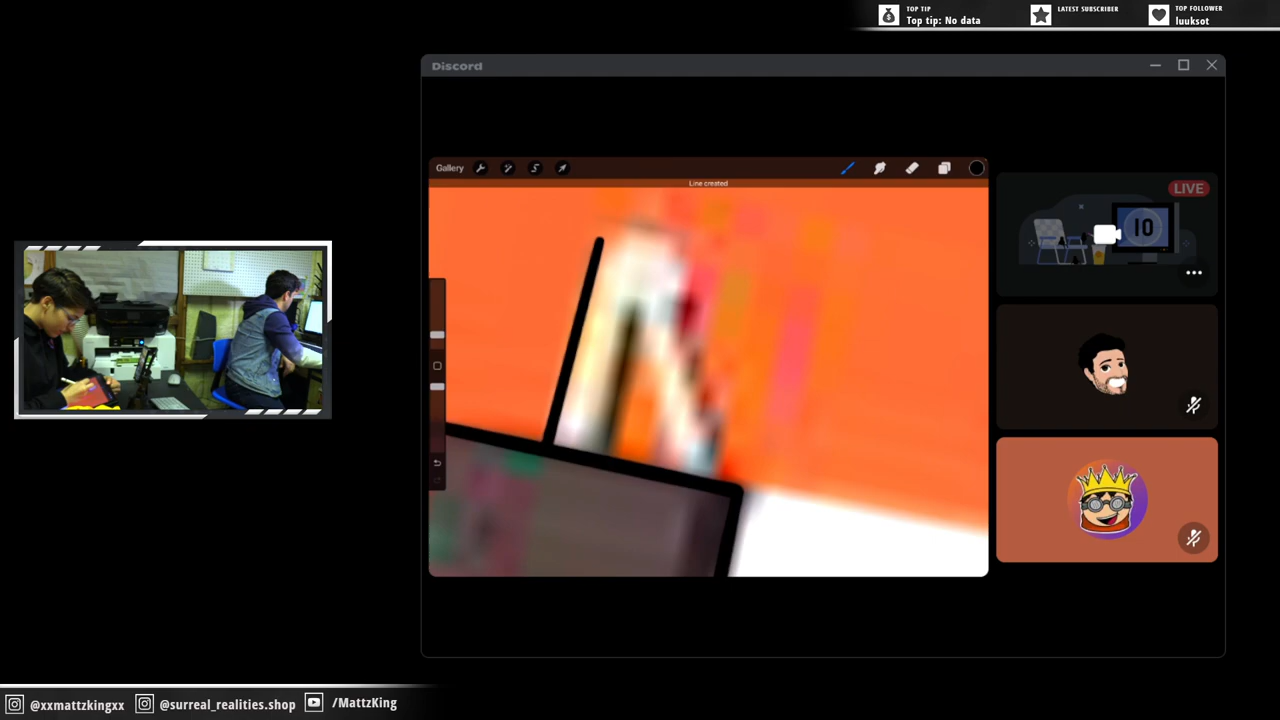 TOP TIP
Top tip: No data
LATEST SUBSCRIBER
TOP FOLLOWER
luuksot
Discord
Gallery
Line created
LIVE
10
@xxmattzkingxx
@surreal_realities.shop
/MattzKing